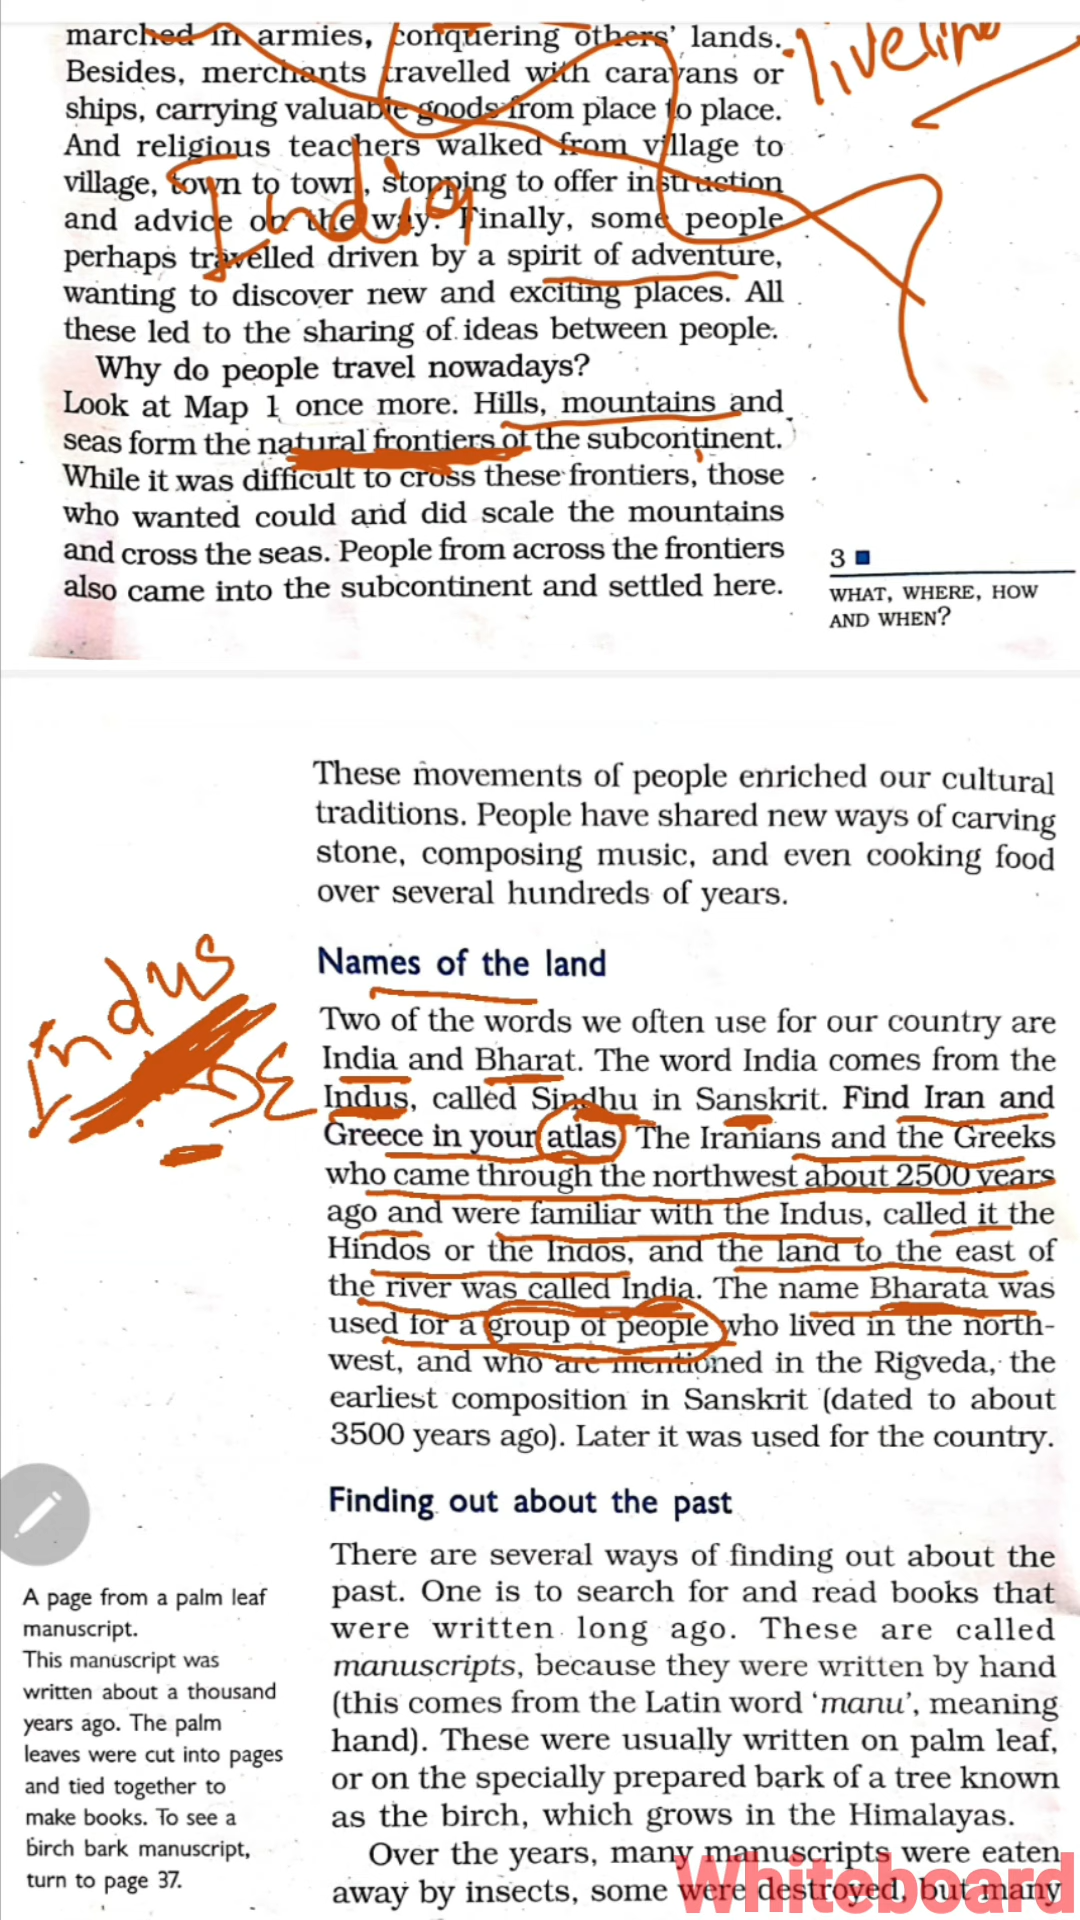 marched in armies, conquering others' lands.
Besides, merchants travelled with caravans or
ships, carrying valuable goods from place to place.
And religious teachers walked from village to
village, town to town, stopping to offer instruction
and advice on the way. Finally, some people
perhaps travelled driven by a spirit of adventure,
wanting to discover new and exciting places. All
these led to the sharing of ideas between people.
Why do people travel nowadays?
Look at Map 1 once more. Hills, mountains and
seas form the natural frontiers of the subcontinent.
While it was difficult to cross these frontiers, those
who wanted could and did scale the mountains
and cross the seas. People from across the frontiers
also came into the subcontinent and settled here.
India
3
WHAT, WHERE, HOW
AND WHEN?
These movements of people enriched our cultural
traditions. People have shared new ways of carving
stone, composing music, and even cooking food
over several hundreds of years.
Indus
Names of the land
Two of the words we often use for our country are
India and Bharat. The word India comes from the
Indus, called Sindhu in Sanskrit. Find Iran and
Greece in your atlas. The Iranians and the Greeks
who came through the northwest about 2500 years
ago and were familiar with the Indus, called it the
Hindos or the Indos, and the land to the east of
the river was called India. The name Bharata was
used for a group of people who lived in the north-
west, and who are mentioned in the Rigveda, the
earliest composition in Sanskrit (dated to about
3500 years ago). Later it was used for the country.
Finding out about the past
There are several ways of finding out about the
past. One is to search for and read books that
were written long ago. These are called
manuscripts, because they were written by hand
(this comes from the Latin word 'manu', meaning
hand). These were usually written on palm leaf,
or on the specially prepared bark of a tree known
as the birch, which grows in the Himalayas.
Over the years, many manuscripts were eaten
away by insects, some were destroyed, but many
A page from a palm leaf
manuscript.
This manuscript was
written about a thousand
years ago. The palm
leaves were cut into pages
and tied together to
make books. To see a
birch bark manuscript,
turn to page 37.
Whiteboard